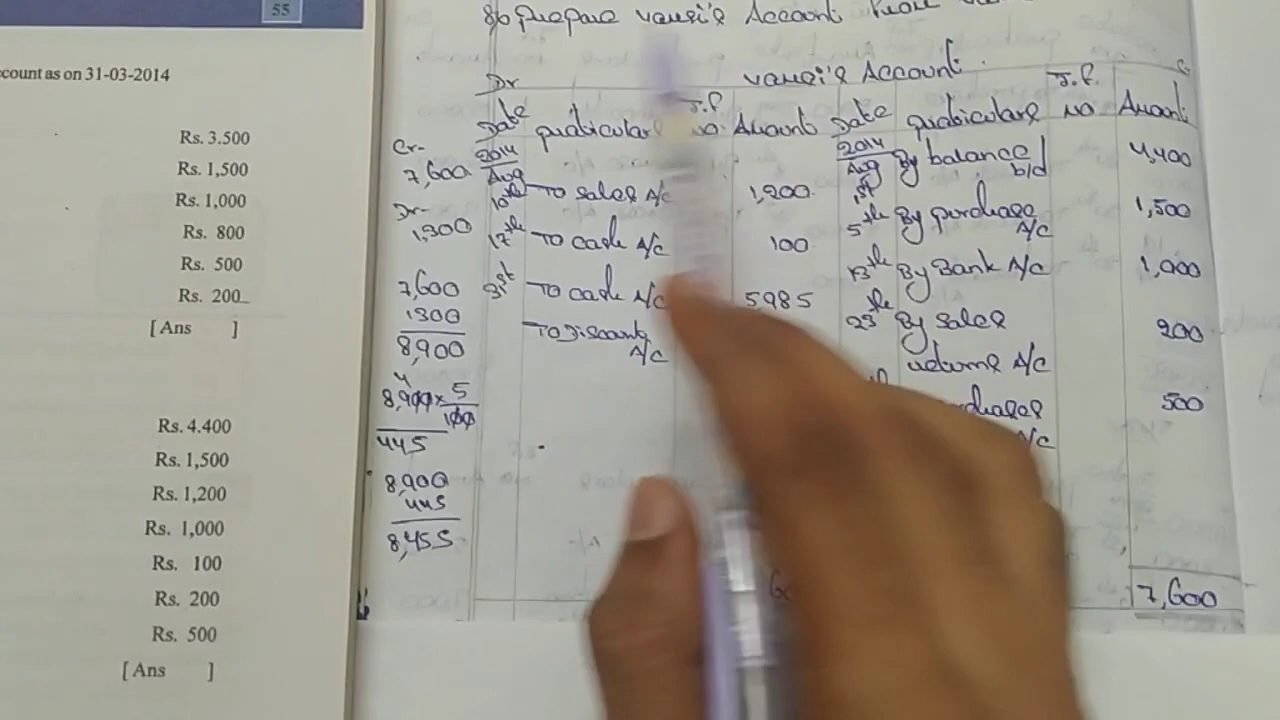 55
ccount as on 31-03-2014
Rs. 3.500
Rs. 1,500
Rs. 1,000
Rs. 800
Rs. 500
Rs. 200
[Ans ]
Rs. 4.400
Rs. 1,500
Rs. 1,200
Rs. 1,000
Rs. 100
Rs. 200
Rs. 500
[Ans ]
Cr-
7,600
Dr-
1,300
7,600
1300
8,900
8,900 x 5
100
445
8,900
445
8,455
prepare Account
Dr Account
Date particulars J.F no. Amount Date particulars J.F no Amount
2014 Aug 10th To sales A/c 1,200
17th To cash A/c 100
31st To cash A/c 5985
To Discount A/c
2014 Aug 1st By balance b/d 4,400
5th By purchase A/c 1,500
13th By Bank A/c 1,000
23th By sales returns A/c 200
A/c 500
7,600